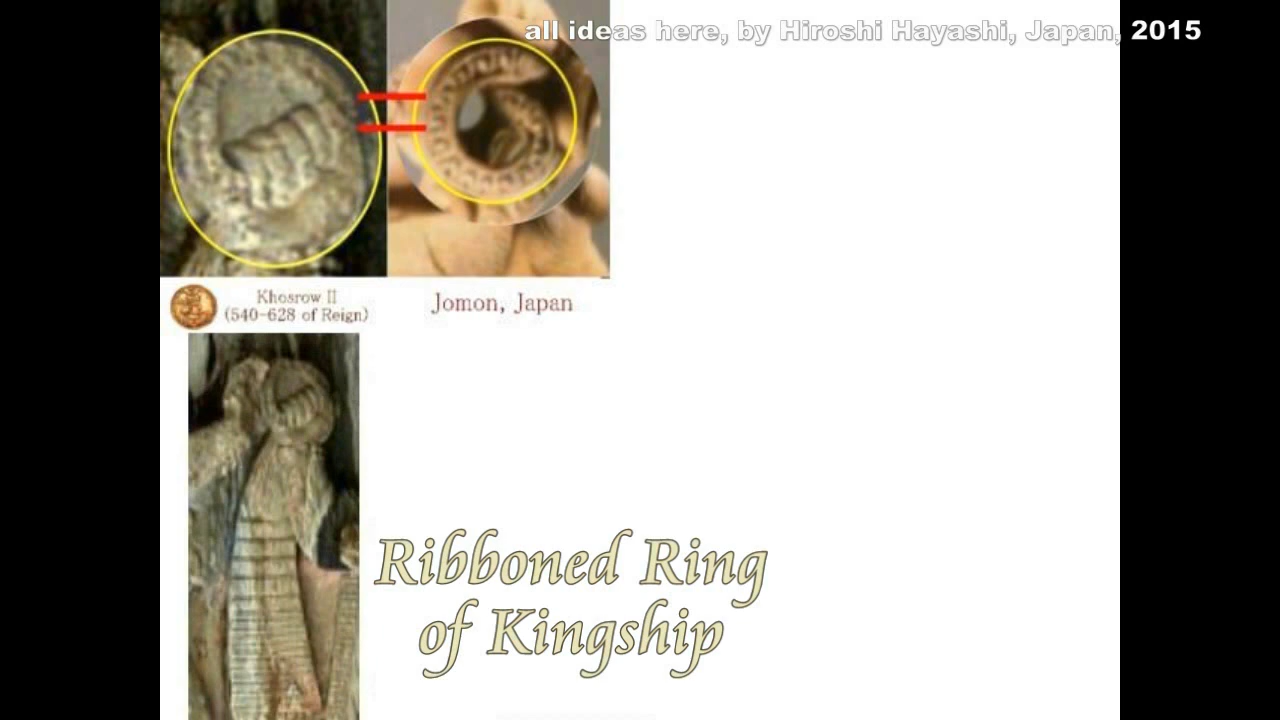 all ideas here, by Hiroshi Hayashi, Japan, 2015
Khosrow II
(540-628 of Reign)
Jomon, Japan
Ribboned Ring
of Kingship